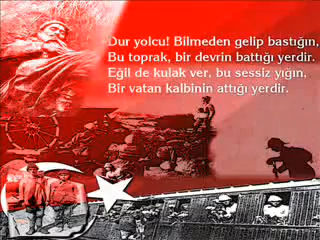 Dur yolcu! Bilmeden gelip bastığın,
Bu toprak, bir devrin battığı yerdir.
Eğil de kulak ver, bu sessiz yığın,
Bir vatan kalbinin attığı yerdir.